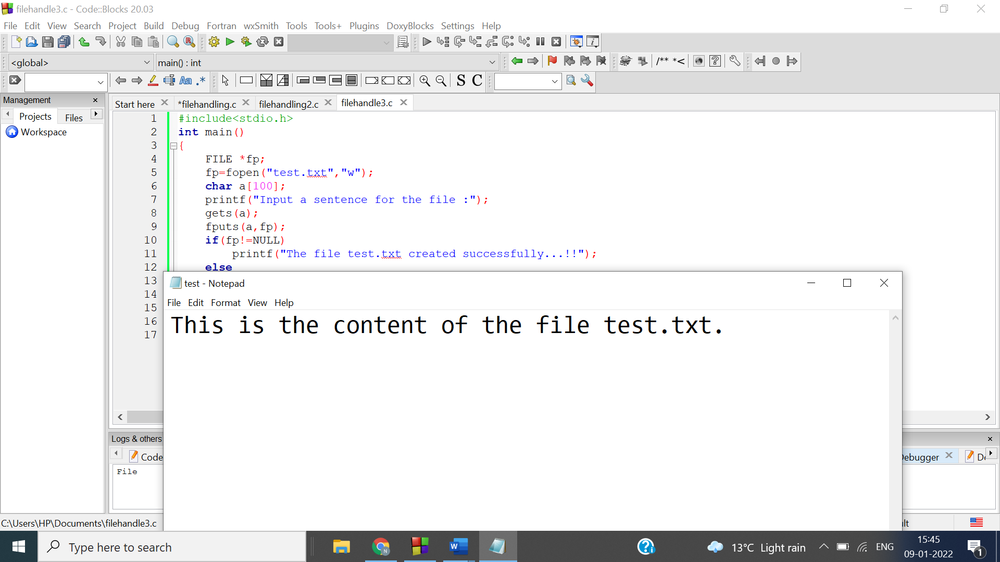 filehandle3.c - Code::Blocks 20.03
File Edit View Search Project Build Debug Fortran wxSmith Tools Tools+ Plugins DoxyBlocks Settings Help
<global> main() : int /** *<
Aa .* S C
Management
Projects Files
Workspace
Start here *filehandling.c filehandling2.c filehandle3.c
1 #include<stdio.h>
2 int main()
3 {
4 FILE *fp;
5 fp=fopen("test.txt","w");
6 char a[100];
7 printf("Input a sentence for the file :");
8 gets(a);
9 fputs(a,fp);
10 if(fp!=NULL)
11 printf("The file test.txt created successfully...!!");
12 else
13
14
15
16
17
test - Notepad
File Edit Format View Help
This is the content of the file test.txt.
Logs & others
Code
File
Debugger
C:\Users\HP\Documents\filehandle3.c
Type here to search
13°C Light rain
ENG
15:45
09-01-2022
1